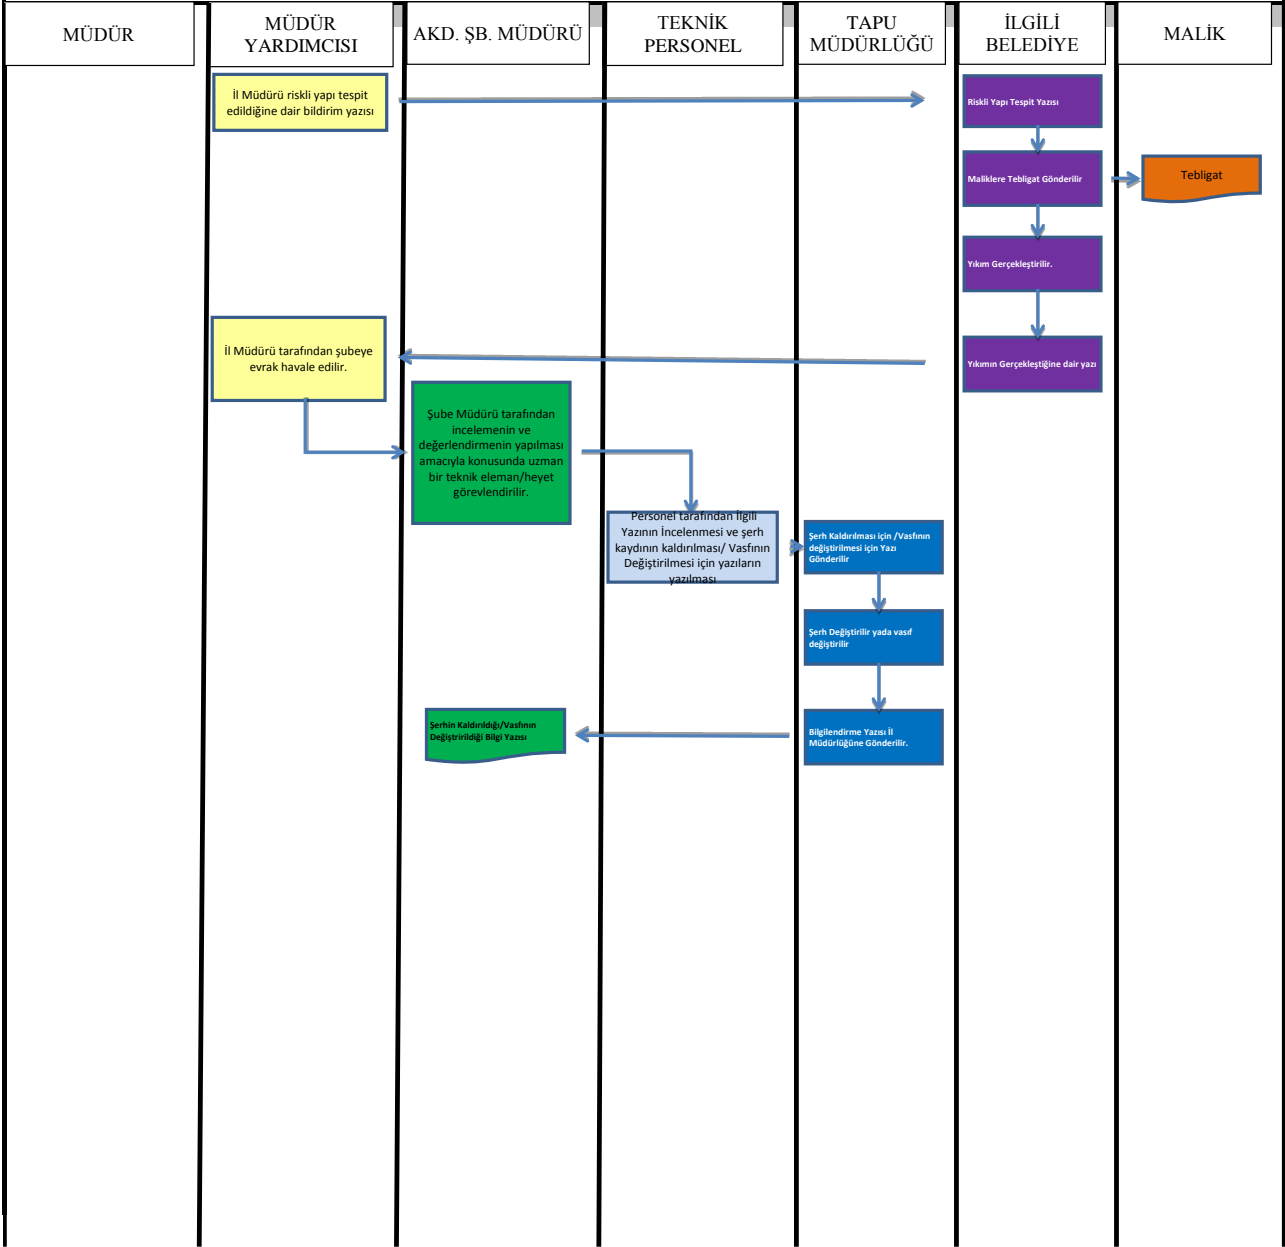 MÜDÜR
MÜDÜR
YARDIMCISI
AKD. ŞB. MÜDÜRÜ
TEKNİK
PERSONEL
TAPU
MÜDÜRLÜĞÜ
İLGİLİ
BELEDİYE
MALİK
İl Müdürü riskli yapı tespit
edildiğine dair bildirim yazısı
Riskli Yapı Tespit Yazısı
Maliklere Tebligat Gönderilir
Tebligat
Yıkım Gerçekleştirilir.
İl Müdürü tarafından şubeye
evrak havale edilir.
Yıkımın Gerçekleştiğine dair yazı
Şube Müdürü tarafından
incelemenin ve
değerlendirmenin yapılması
amacıyla konusunda uzman
bir teknik eleman/heyet
görevlendirilir.
Personel tarafından İlgili
Yazının İncelenmesi ve şerh
kaydının kaldırılması/ Vasfının
Değiştirilmesi için yazıların
yazılması
Şerh Kaldırılması için /Vasfının
değiştirilmesi için Yazı
Gönderilir
Şerh Değiştirilir yada vasıf
değiştirilir
Şerhin Kaldırıldığı/Vasfının
Değiştririldiği Bilgi Yazısı
Bilgilendirme Yazısı İl
Müdürlüğüne Gönderilir.